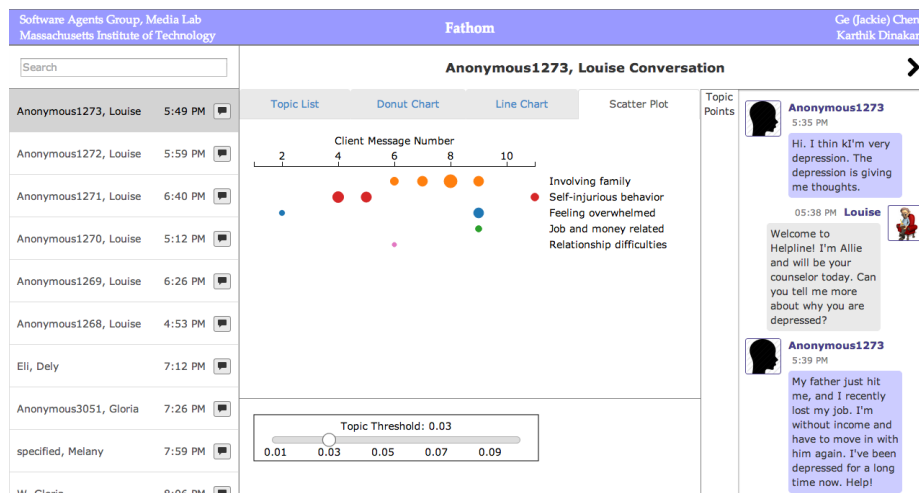 Software Agents Group, Media Lab
Massachusetts Institute of Technology
Fathom
Ge (Jackie) Chen
Karthik Dinakar
Search
Anonymous1273, Louise 5:49 PM
Anonymous1272, Louise 5:59 PM
Anonymous1271, Louise 6:40 PM
Anonymous1270, Louise 5:12 PM
Anonymous1269, Louise 6:26 PM
Anonymous1268, Louise 4:53 PM
Eli, Dely 7:12 PM
Anonymous3051, Gloria 7:26 PM
specified, Melany 7:59 PM
W, Gloria 8:06 PM
Anonymous1273, Louise Conversation
Topic List Donut Chart Line Chart Scatter Plot
Client Message Number
2 4 6 8 10
Involving family
Self-injurious behavior
Feeling overwhelmed
Job and money related
Relationship difficulties
Topic Threshold: 0.03
0.01 0.03 0.05 0.07 0.09
Topic
Points
Anonymous1273
5:35 PM
Hi. I thin kI'm very
depression. The
depression is giving
me thoughts.
05:38 PM Louise
Welcome to
Helpline! I'm Allie
and will be your
counselor today. Can
you tell me more
about why you are
depressed?
Anonymous1273
5:39 PM
My father just hit
me, and I recently
lost my job. I'm
without income and
have to move in with
him again. I've been
depressed for a long
time now. Help!